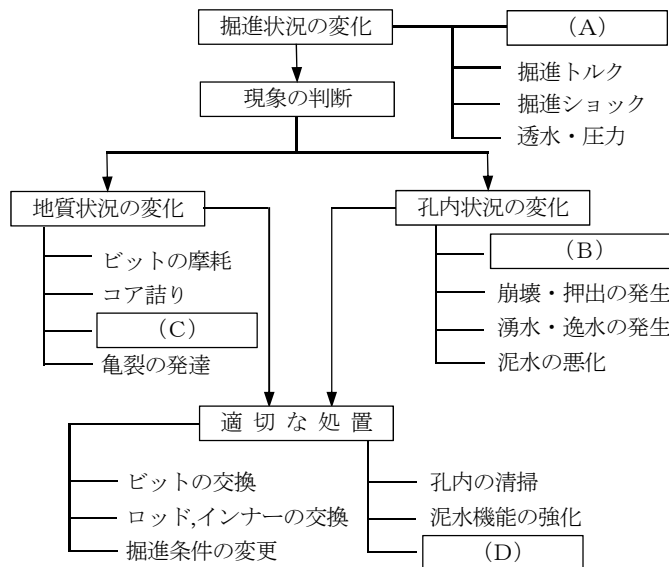 掘進状況の変化
(A)
掘進トルク
掘進ショック
透水・圧力
現象の判断
地質状況の変化
孔内状況の変化
ビットの摩耗
コア詰り
(C)
亀裂の発達
(B)
崩壊・押出の発生
湧水・逸水の発生
泥水の悪化
適切な処置
ビットの交換
ロッド,インナーの交換
掘進条件の変更
孔内の清掃
泥水機能の強化
(D)